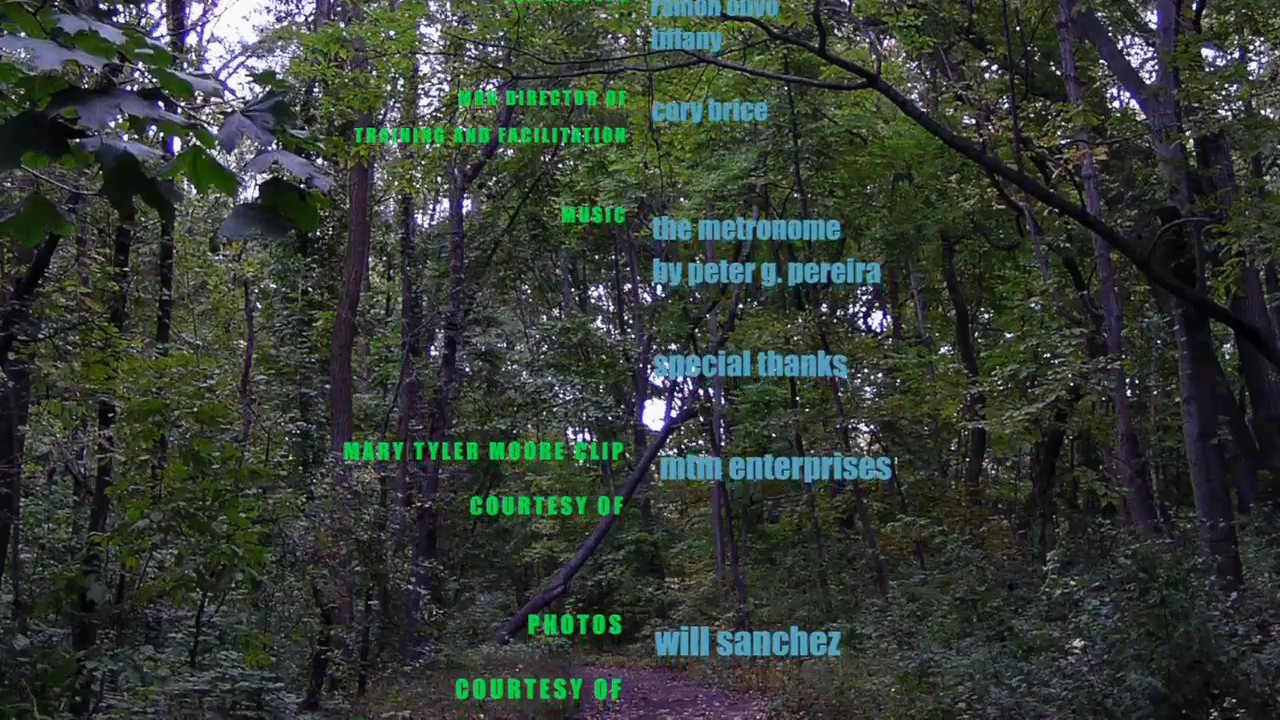 ramon olivo
tiffany
MNN DIRECTOR OF
cory brice
TRAINING AND FACILITATION
MUSIC
the metronome
by peter g. pereira
special thanks
MARY TYLER MOORE CLIP
mtm enterprises
COURTESY OF
PHOTOS
will sanchez
COURTESY OF